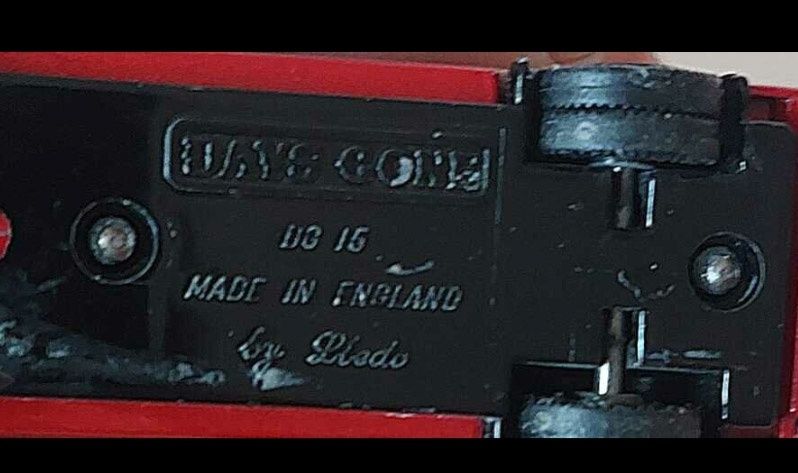 DAYS GONE
DG 15
MADE IN ENGLAND
by Lledo